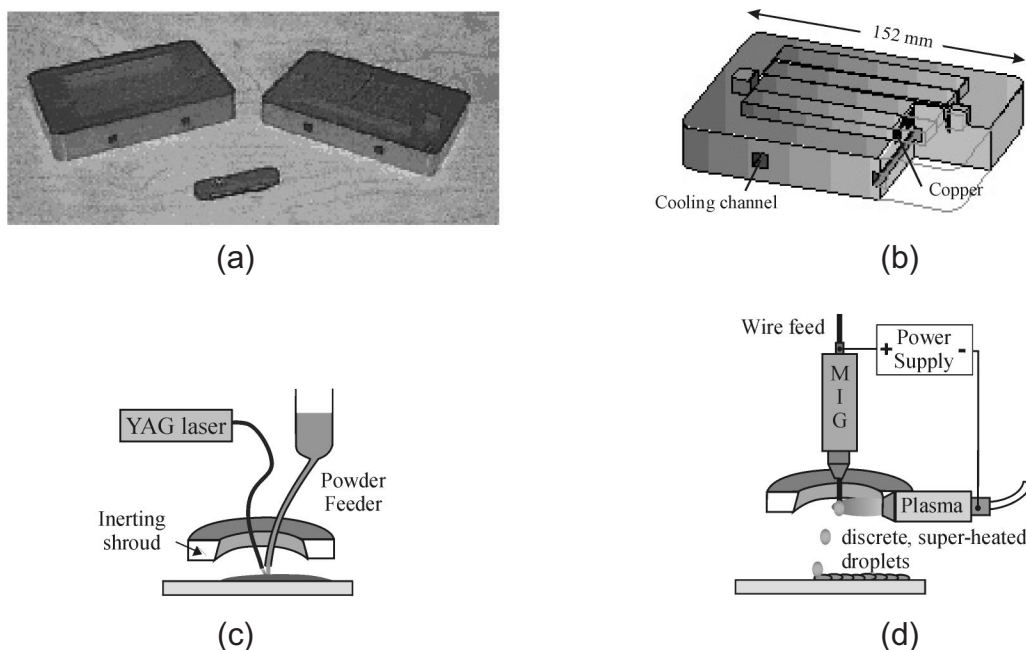 152 mm
Cooling channel
Copper
(a)
(b)
YAG laser
Powder
Feeder
Inerting
shroud
(c)
Wire feed
+ Power -
Supply
M
I
G
Plasma
discrete, super-heated
droplets
(d)